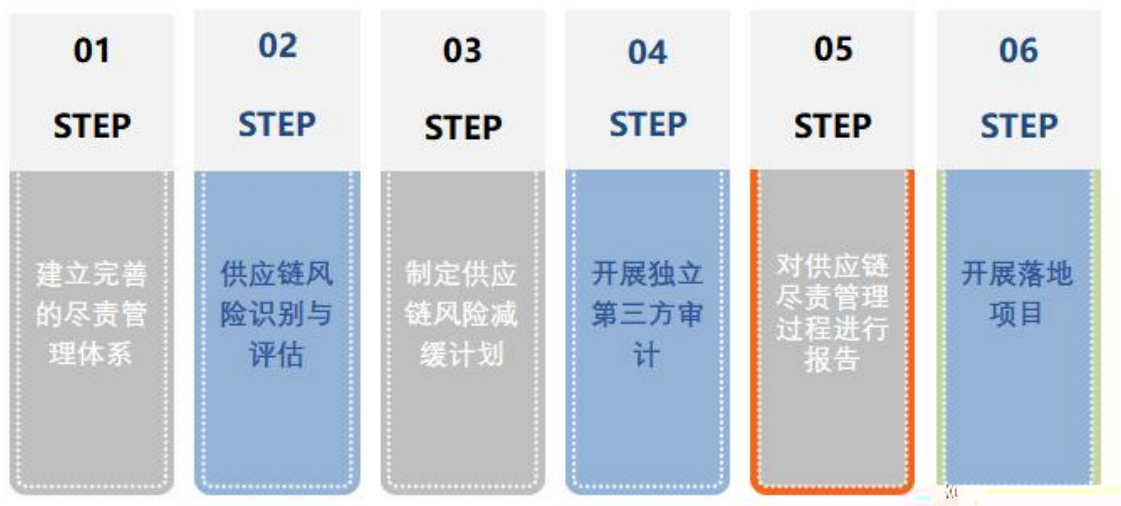 01
STEP
建立完善
的尽责管
理体系
02
STEP
供应链风
险识别与
评估
03
STEP
制定供应
链风险减
缓计划
04
STEP
开展独立
第三方审
计
05
STEP
对供应链
尽责管理
过程进行
报告
06
STEP
开展落地
项目